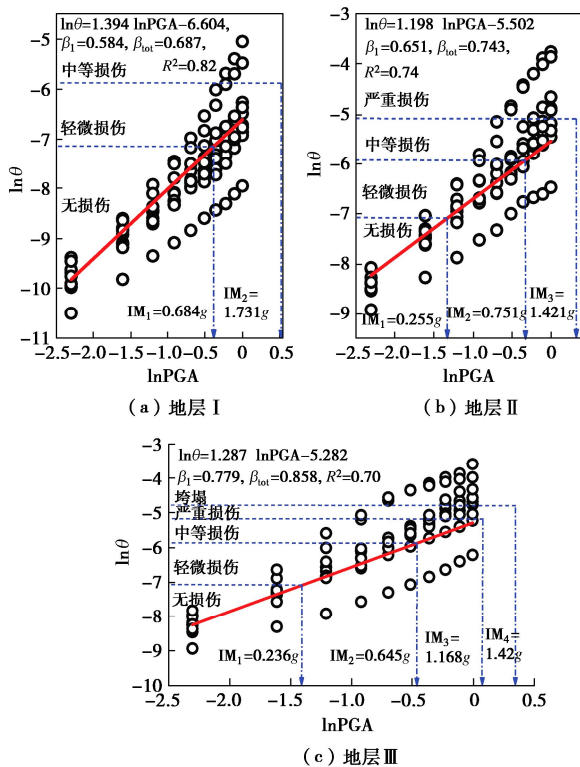 lnθ=1.394 lnPGA-6.604,
β1=0.584, βtot=0.687,
R²=0.82
中等损伤
轻微损伤
无损伤
IM1=0.684g
IM2=
1.731g
-5
-6
-7
-8
-9
-10
-11
lnθ
-2.5 -2.0 -1.5 -1.0 -0.5 0 0.5
lnPGA
(a) 地层Ⅰ
lnθ=1.198 lnPGA-5.502
β1=0.651, βtot=0.743,
R²=0.74
严重损伤
中等损伤
轻微损伤
无损伤
IM1=0.255g
IM2=0.751g
IM3=
1.421g
-2
-3
-4
-5
-6
-7
-8
-9
lnθ
-2.5 -2.0 -1.5 -1.0 -0.5 0
lnPGA
(b) 地层Ⅱ
lnθ=1.287 lnPGA-5.282
β1=0.779, βtot=0.858, R²=0.70
垮塌
严重损伤
中等损伤
轻微损伤
无损伤
IM1=0.236g
IM2=0.645g
IM3=
1.168g
IM4=
1.42g
-3
-4
-5
-6
-7
-8
-9
-10
lnθ
-2.5 -2.0 -1.5 -1.0 -0.5 0 0.5
lnPGA
(c) 地层Ⅲ